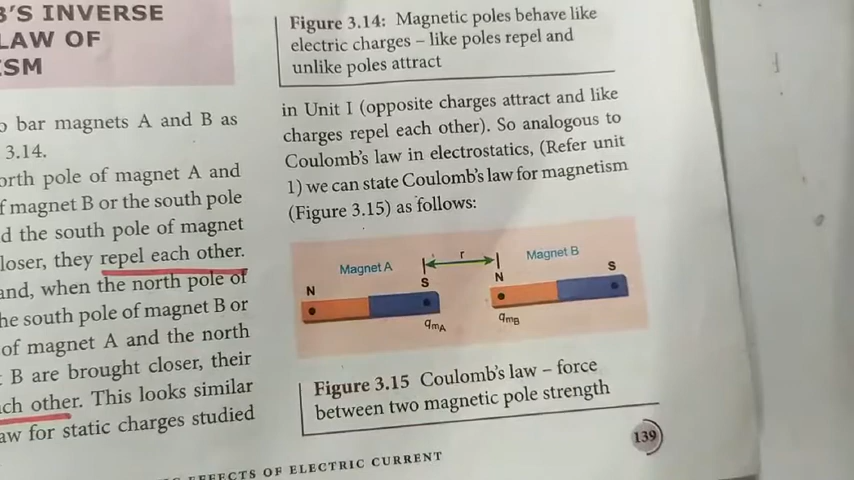 B'S INVERSE
LAW OF
ISM
o bar magnets A and B as
3.14.
orth pole of magnet A and
f magnet B or the south pole
d the south pole of magnet
loser, they repel each other.
and, when the north pole of
he south pole of magnet B or
of magnet A and the north
B are brought closer, their
ch other. This looks similar
aw for static charges studied
Figure 3.14: Magnetic poles behave like
electric charges – like poles repel and
unlike poles attract
in Unit I (opposite charges attract and like
charges repel each other). So analogous to
Coulomb's law in electrostatics, (Refer unit
1) we can state Coulomb's law for magnetism
(Figure 3.15) as follows:
Magnet A r Magnet B
N S N S
qmA qmB
Figure 3.15 Coulomb's law – force
between two magnetic pole strength
EFFECTS OF ELECTRIC CURRENT
139